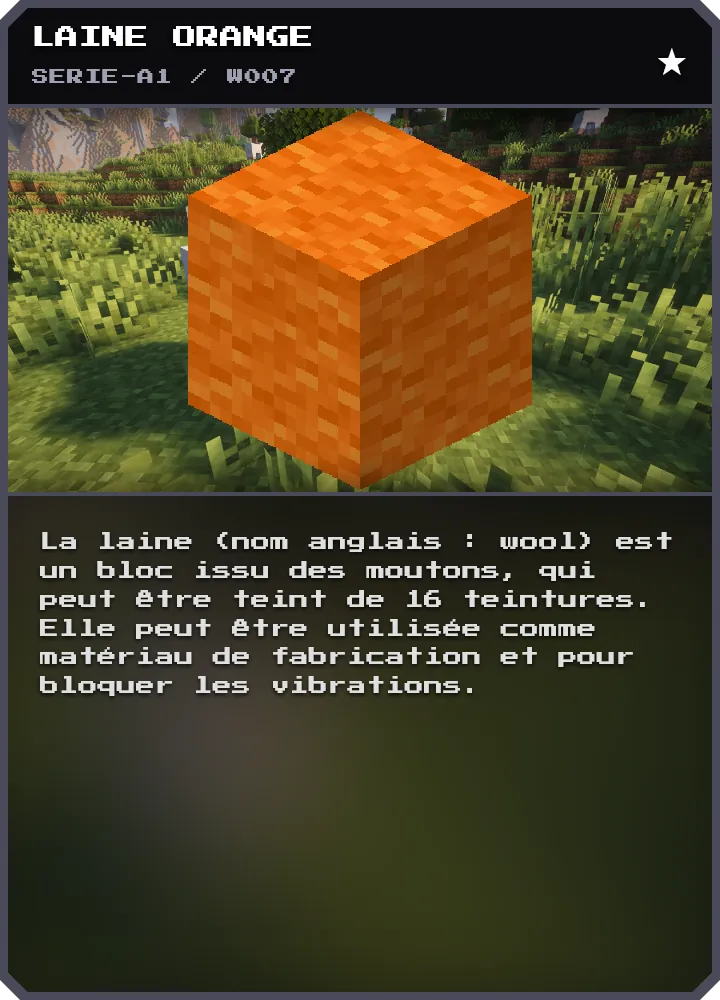 LAINE ORANGE
SERIE-A1 / W007
La laine (nom anglais : wool) est
un bloc issu des moutons, qui
peut être teint de 16 teintures.
Elle peut être utilisée comme
matériau de fabrication et pour
bloquer les vibrations.